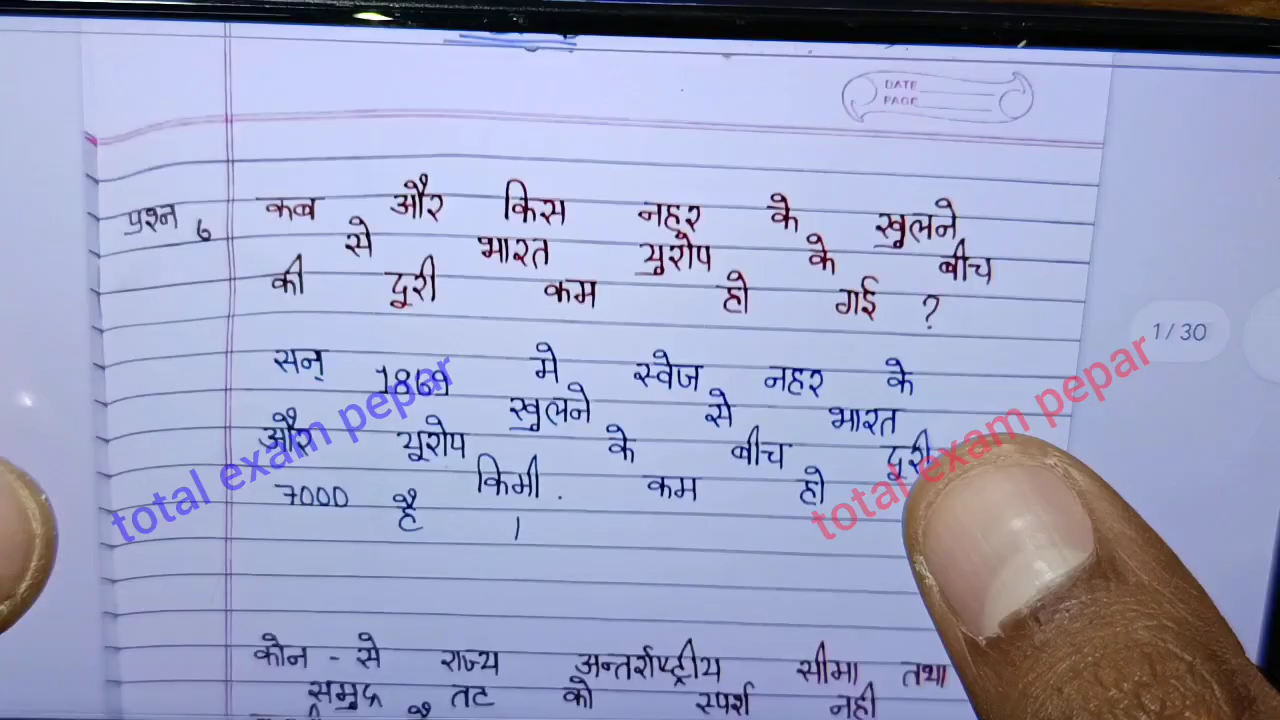 DATE
PAGE
प्रश्न 6 कब और किस नहर के खुलने
से भारत युरोप के बीच
की दूरी कम हो गई ?
सन् 1869 मे स्वेज नहर के
खुलने से भारत
और यूरोप के बीच दूरी
7000 किमी. कम हो
है ।
कोन - से राज्य अन्तर्राष्ट्रीय सीमा तथा
समुद्र तट को स्पर्श नही
1 / 30
total exam pepar
total exam pepar